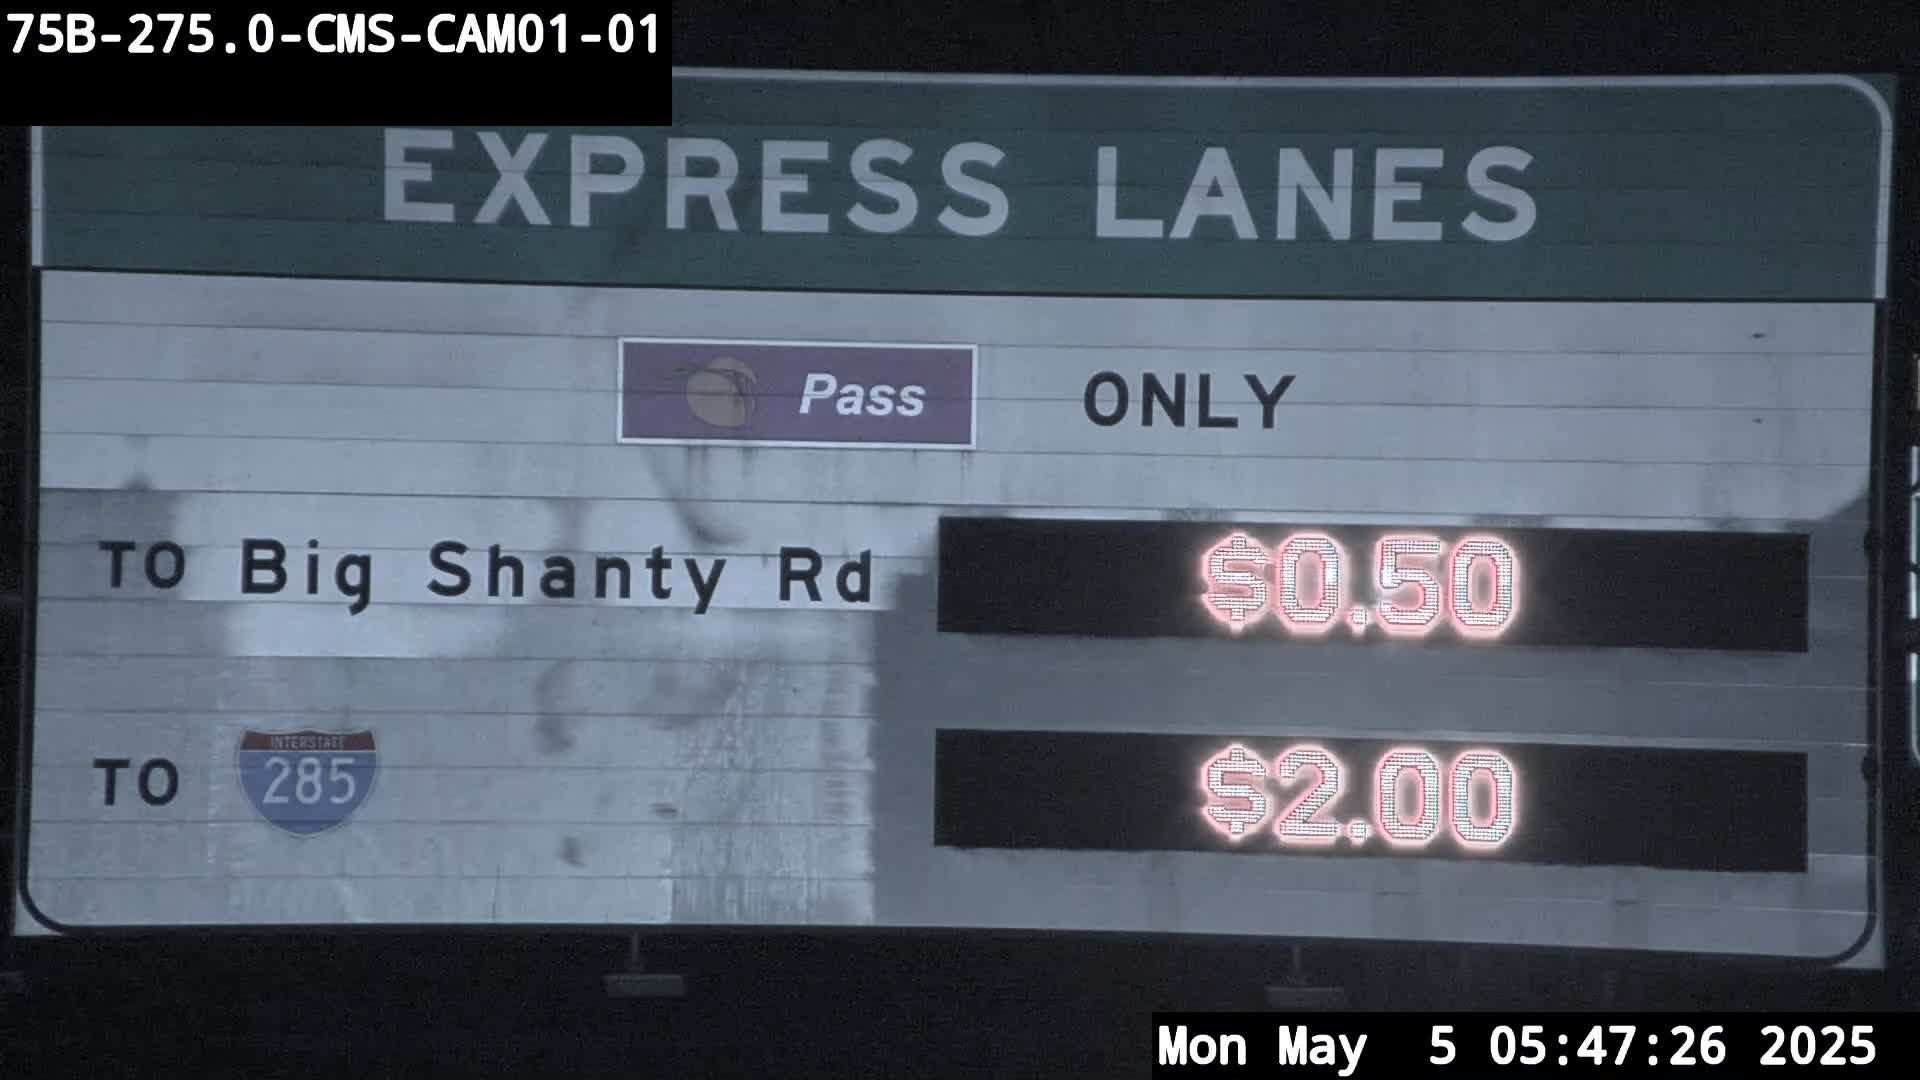 75B-275.0-CMS-CAM01-01
EXPRESS LANES
Pass ONLY
TO Big Shanty Rd $0.50
INTERSTATE
TO 285 $2.00
Mon May 5 05:47:26 2025